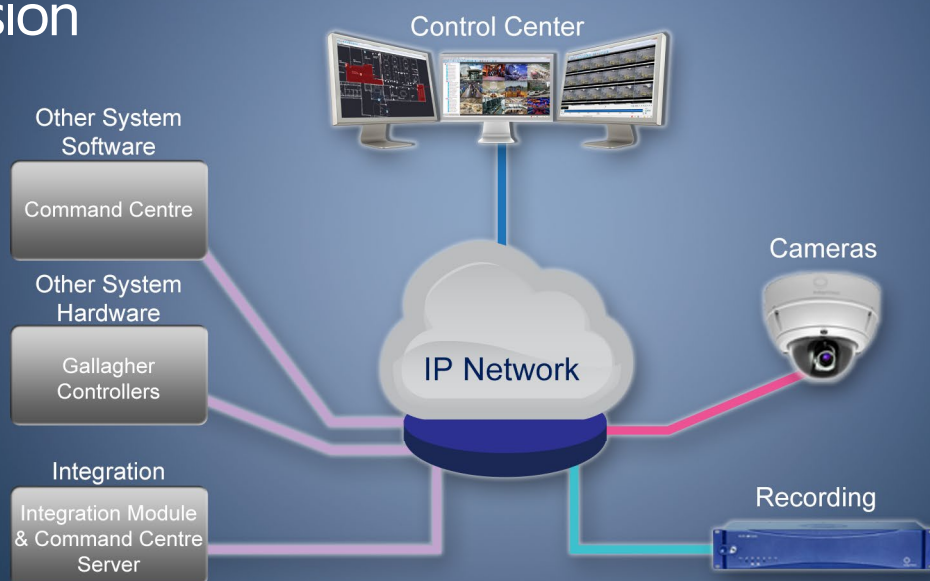 Control Center
Other System
Software
Command Centre
Other System
Hardware
Gallagher
Controllers
Integration
Integration Module
& Command Centre
Server
IP Network
Cameras
Recording